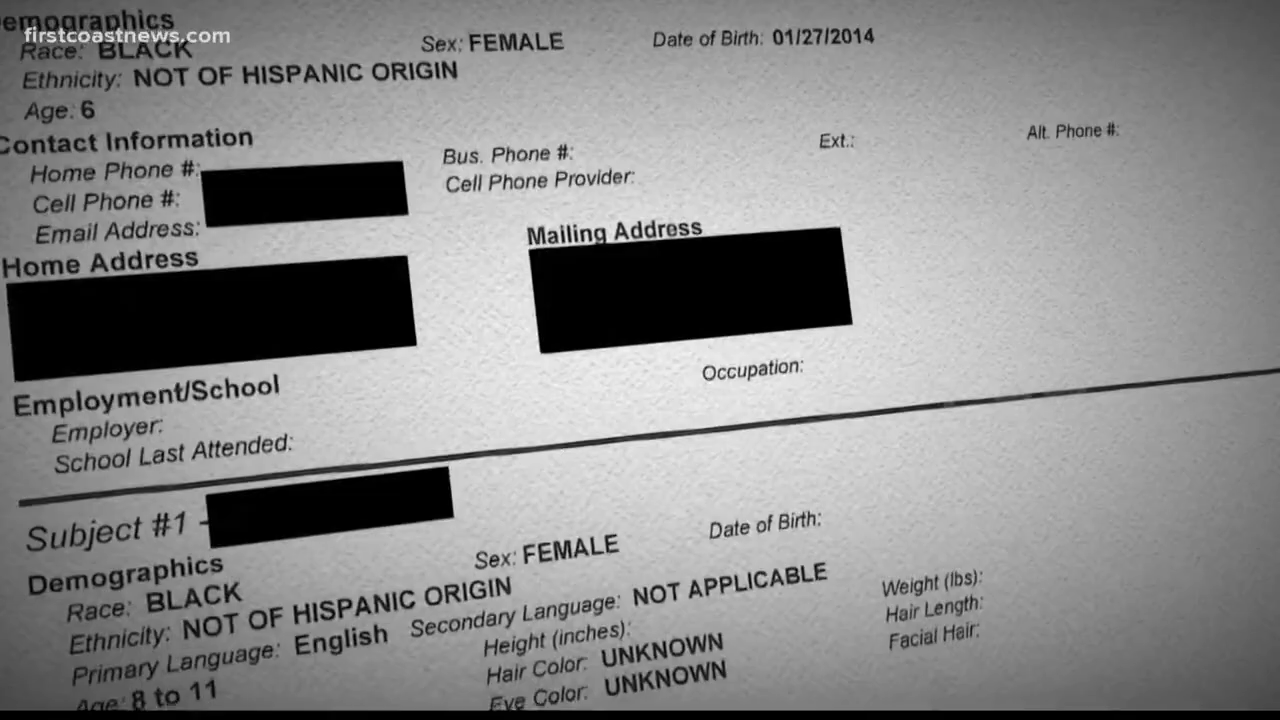 Demographics
firstcoastnews.com
Race: BLACK Sex: FEMALE Date of Birth: 01/27/2014
Ethnicity: NOT OF HISPANIC ORIGIN
Age: 6
Contact Information
Home Phone #: Bus. Phone #: Ext.: Alt. Phone #:
Cell Phone #: Cell Phone Provider:
Email Address:
Home Address Mailing Address
Employment/School
Employer: Occupation:
School Last Attended:
Subject #1 -
Demographics
Race: BLACK Sex: FEMALE Date of Birth:
Ethnicity: NOT OF HISPANIC ORIGIN
Primary Language: English Secondary Language: NOT APPLICABLE
Age: 8 to 11 Height (inches): Weight (lbs):
Hair Color: UNKNOWN Hair Length:
Eye Color: UNKNOWN Facial Hair: